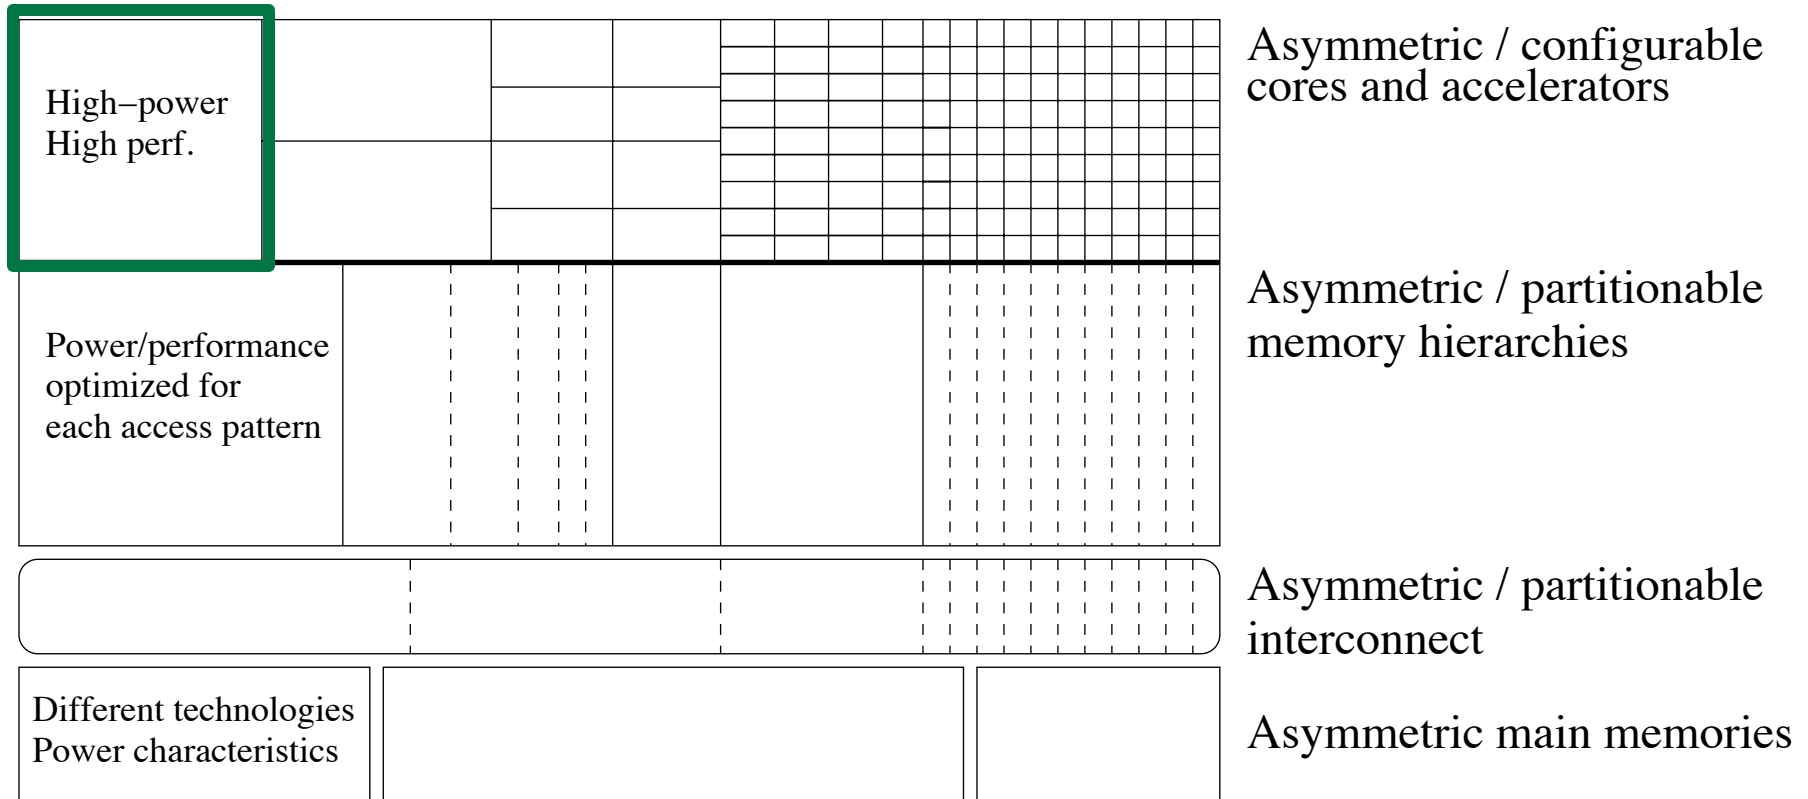 High–power
High perf.
Asymmetric / configurable
cores and accelerators
Power/performance
optimized for
each access pattern
Asymmetric / partitionable
memory hierarchies
Asymmetric / partitionable
interconnect
Different technologies
Power characteristics
Asymmetric main memories